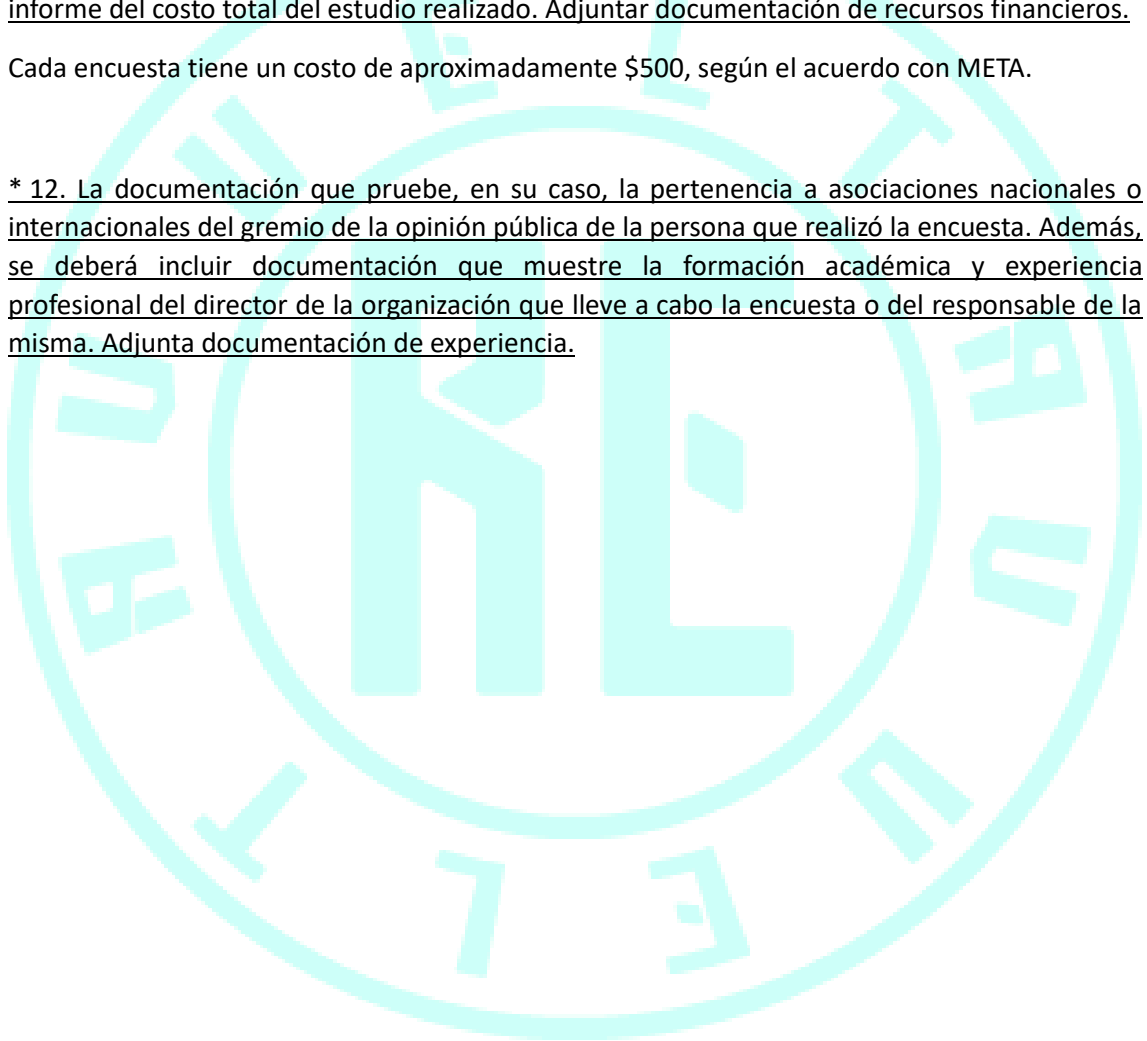 informe del costo total del estudio realizado. Adjuntar documentación de recursos financieros.
Cada encuesta tiene un costo de aproximadamente $500, según el acuerdo con META.
* 12. La documentación que pruebe, en su caso, la pertenencia a asociaciones nacionales o
internacionales del gremio de la opinión pública de la persona que realizó la encuesta. Además,
se deberá incluir documentación que muestre la formación académica y experiencia
profesional del director de la organización que lleve a cabo la encuesta o del responsable de la
misma. Adjunta documentación de experiencia.
RE